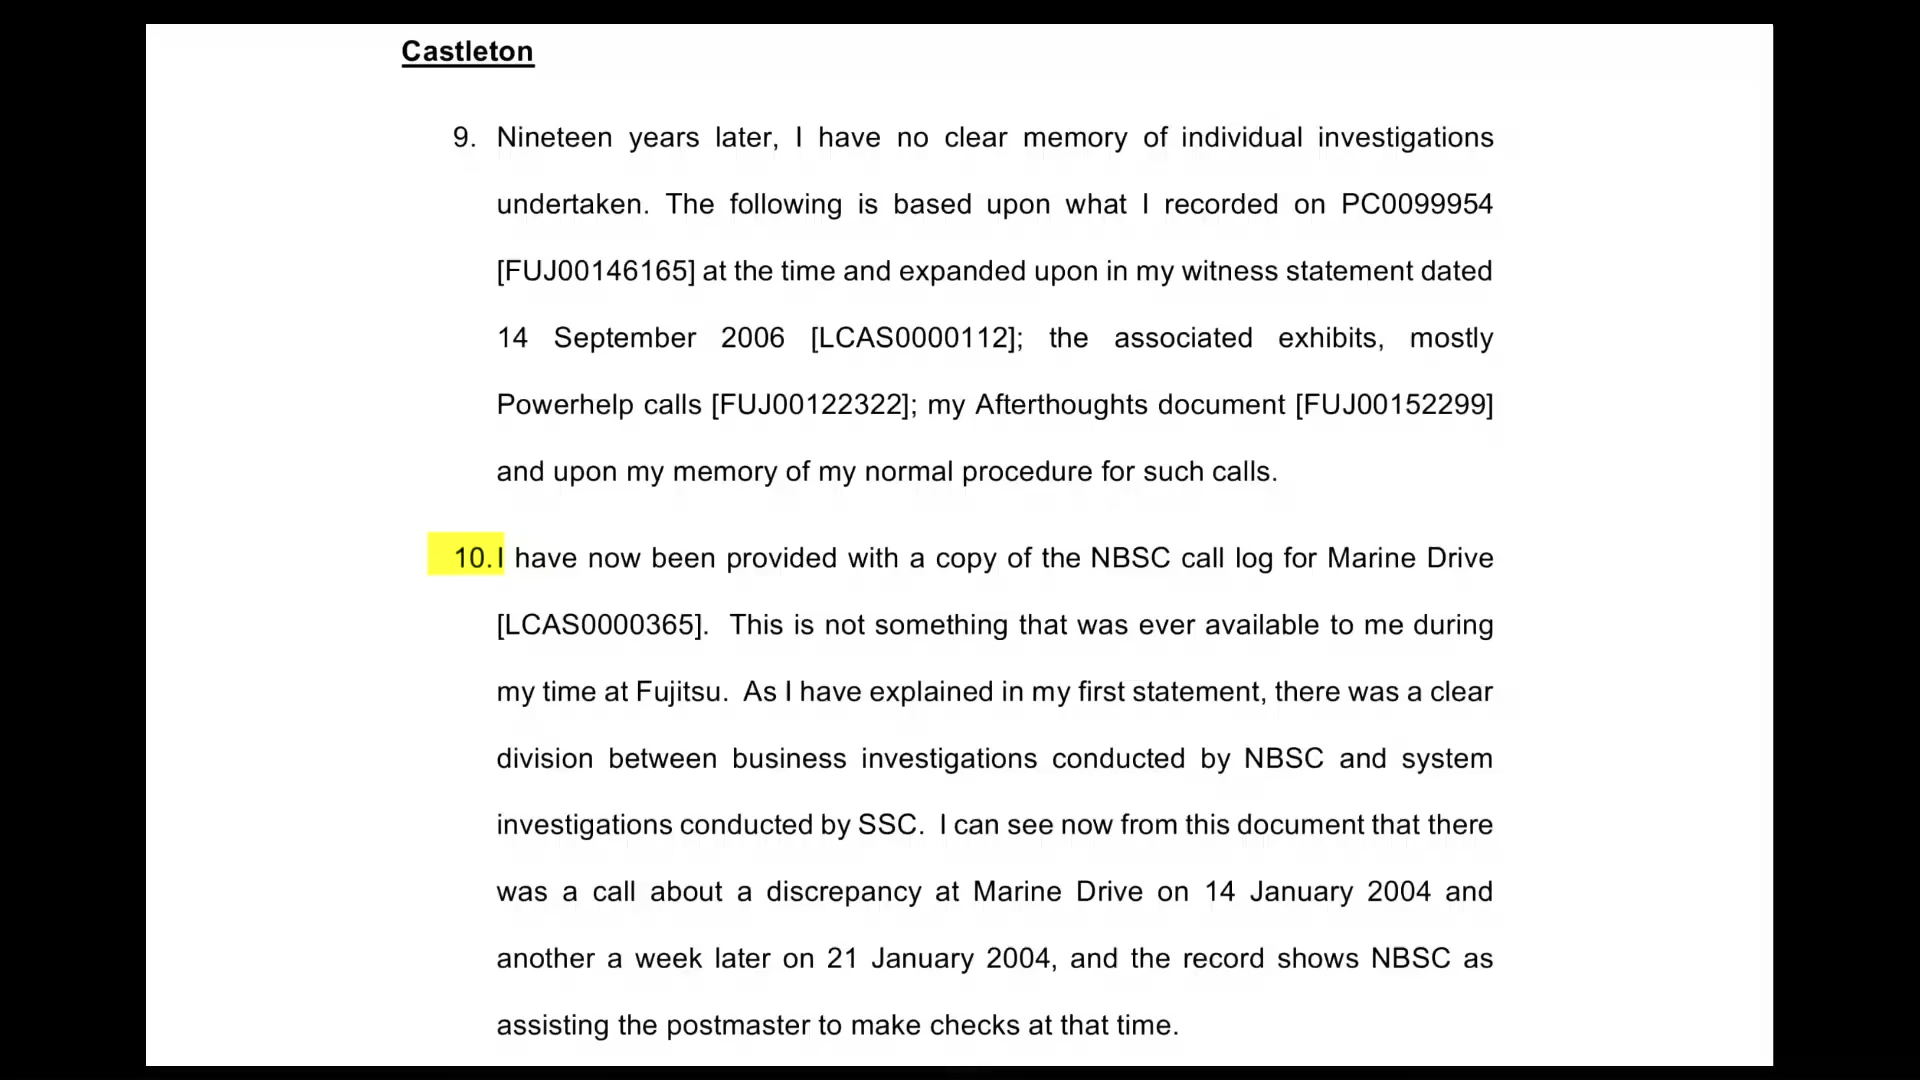 Castleton
9. Nineteen years later, I have no clear memory of individual investigations
undertaken. The following is based upon what I recorded on PC0099954
[FUJ00146165] at the time and expanded upon in my witness statement dated
14 September 2006 [LCAS0000112]; the associated exhibits, mostly
Powerhelp calls [FUJ00122322]; my Afterthoughts document [FUJ00152299]
and upon my memory of my normal procedure for such calls.
10. I have now been provided with a copy of the NBSC call log for Marine Drive
[LCAS0000365]. This is not something that was ever available to me during
my time at Fujitsu. As I have explained in my first statement, there was a clear
division between business investigations conducted by NBSC and system
investigations conducted by SSC. I can see now from this document that there
was a call about a discrepancy at Marine Drive on 14 January 2004 and
another a week later on 21 January 2004, and the record shows NBSC as
assisting the postmaster to make checks at that time.